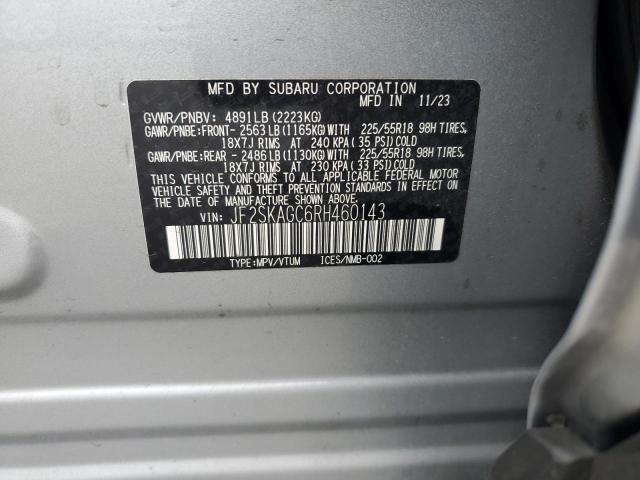 MFD BY SUBARU CORPORATION
MFD IN 11/23
GVWR/PNBV: 4891LB(2223KG)
GAWR/PNBE:FRONT- 2563LB(1165KG)WITH 225/55R18 98H TIRES,
18X7J RIMS AT 240 KPA(35 PSI)COLD
GAWR/PNBE:REAR - 2486LB(1130KG)WITH 225/55R18 98H TIRES,
18X7J RIMS AT 230 KPA(33 PSI)COLD
THIS VEHICLE CONFORMS TO ALL APPLICABLE FEDERAL MOTOR
VEHICLE SAFETY AND THEFT PREVENTION STANDARDS IN EFFECT ON
THE DATE OF MANUFACTURE SHOWN ABOVE.
VIN: JF2SKAGC6RH460143
TYPE:MPV/VTUM ICES/NMB-002